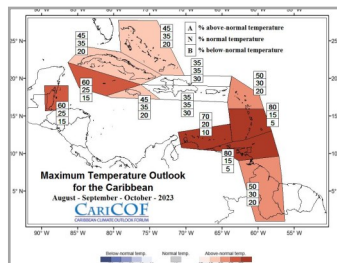 45
35
20
45
35
20
A % above-normal temperature
N % normal temperature
B % below-normal temperature
20°N
35
35
30
50
30
20
15°N
60
25
15
60
25
15
45
35
20
35
35
30
80
15
5
70
20
10
10°N
5°N
80
15
5
50
30
20
Maximum Temperature Outlook
for the Caribbean
August - September - October - 2023
CariCOF
CARIBBEAN CLIMATE OUTLOOK FORUM
90°W 85°W 80°W 75°W 70°W 65°W 60°W 55°W
Below-normal temp. Normal temp. Above-normal temp.